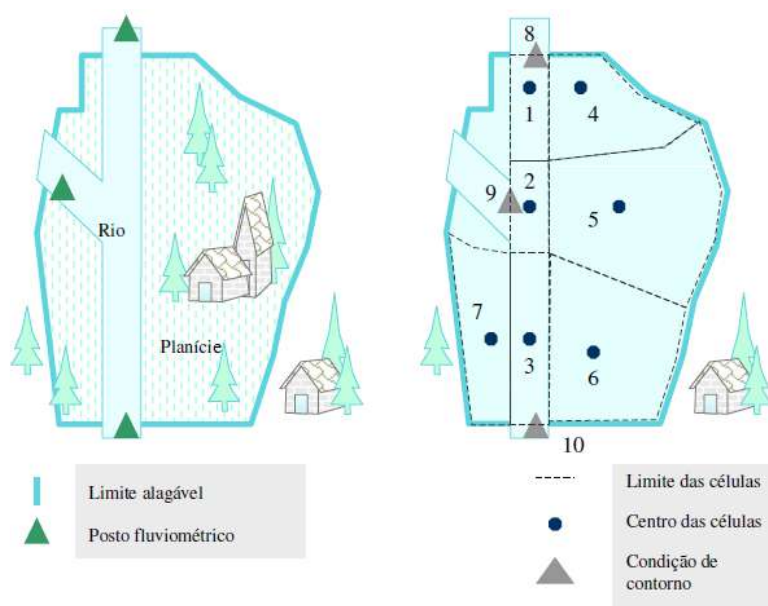 Rio
Planície
Limite alagável
Posto fluviométrico
8
1
4
2
9
5
7
3
6
10
Limite das células
Centro das células
Condição de
contorno